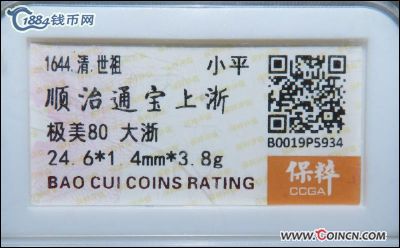 1884钱币网
1644.清.世祖 小平
顺治通宝上浙
极美80 大浙
24.6*1.4mm*3.8g
B0019P5934
BAO CUI COINS RATING
保粹
CCGA
www.COINCN.com